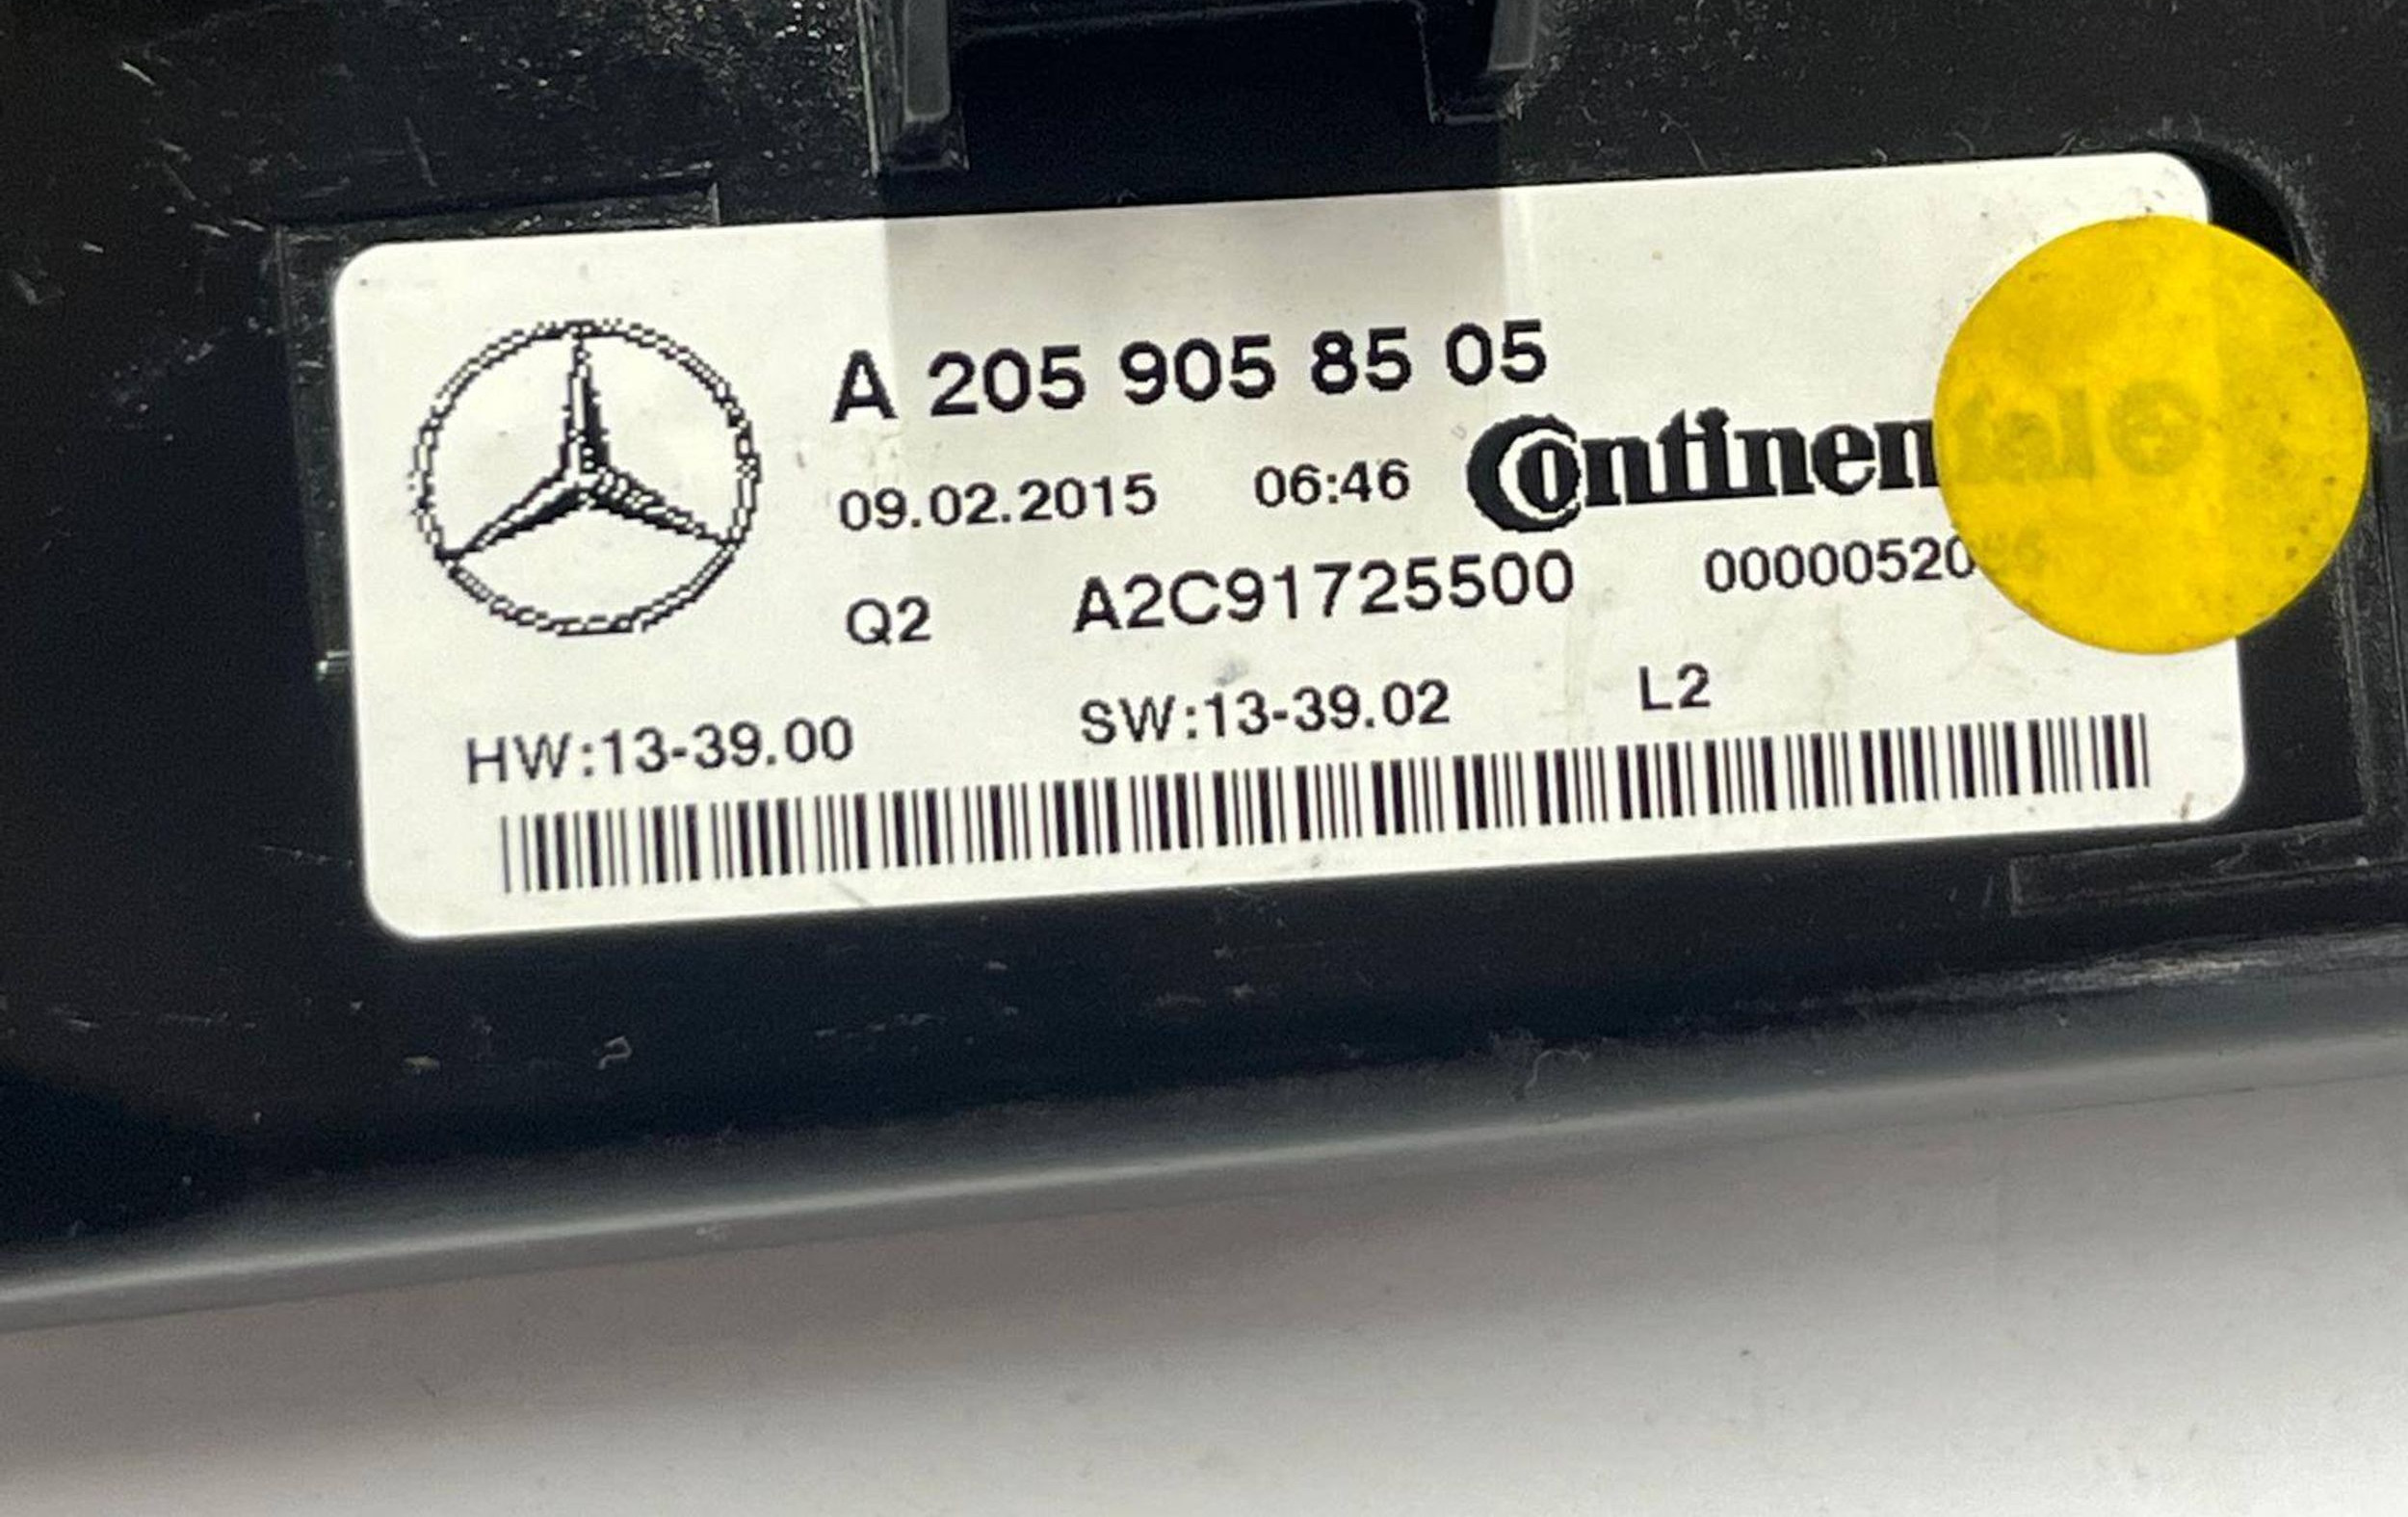 A 205 905 85 05
09.02.2015 06:46 Continental
Q2 A2C91725500
HW:13-39.00 SW:13-39.02 L2